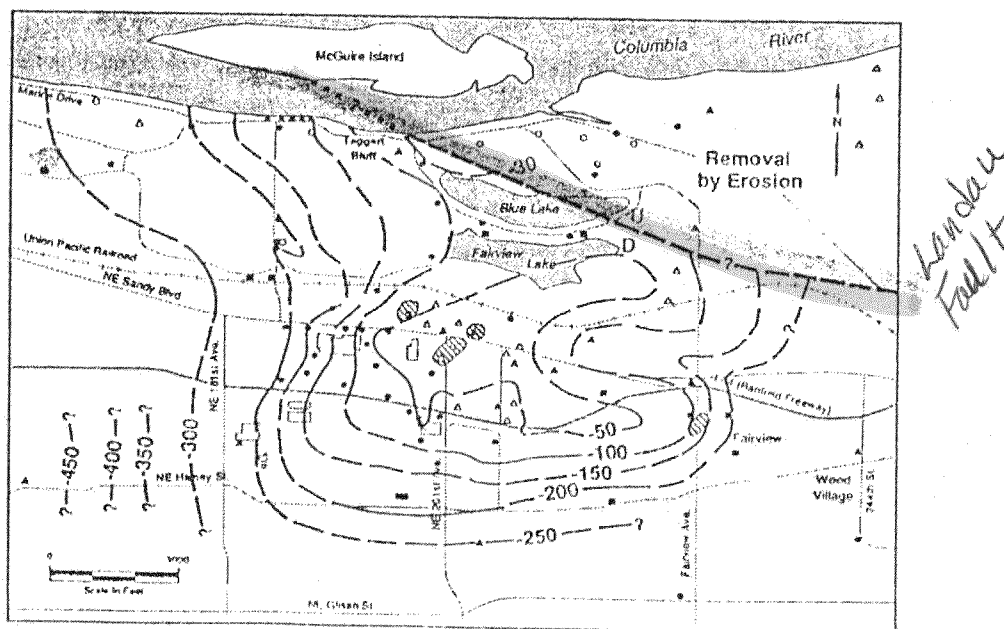 Columbia River
McGuire Island
Marine Drive
N
Taggart
Bluff
-30
Removal
by Erosion
Blue Lake
U
D
Fairview
Lake
?
Landau
Fault
Union Pacific Railroad
NE Sandy Blvd
?
NE 181st Ave.
(Banfield Freeway)
?—-450—?
?—-400—?
?—-350—?
-300
?
-50
-100
-150
-200
-250
?
Fairview
Wood
Village
NE Halsey St
NE 201st Ave.
Fairview Ave.
244th St.
0
Scale In Feet
NE Glisan St